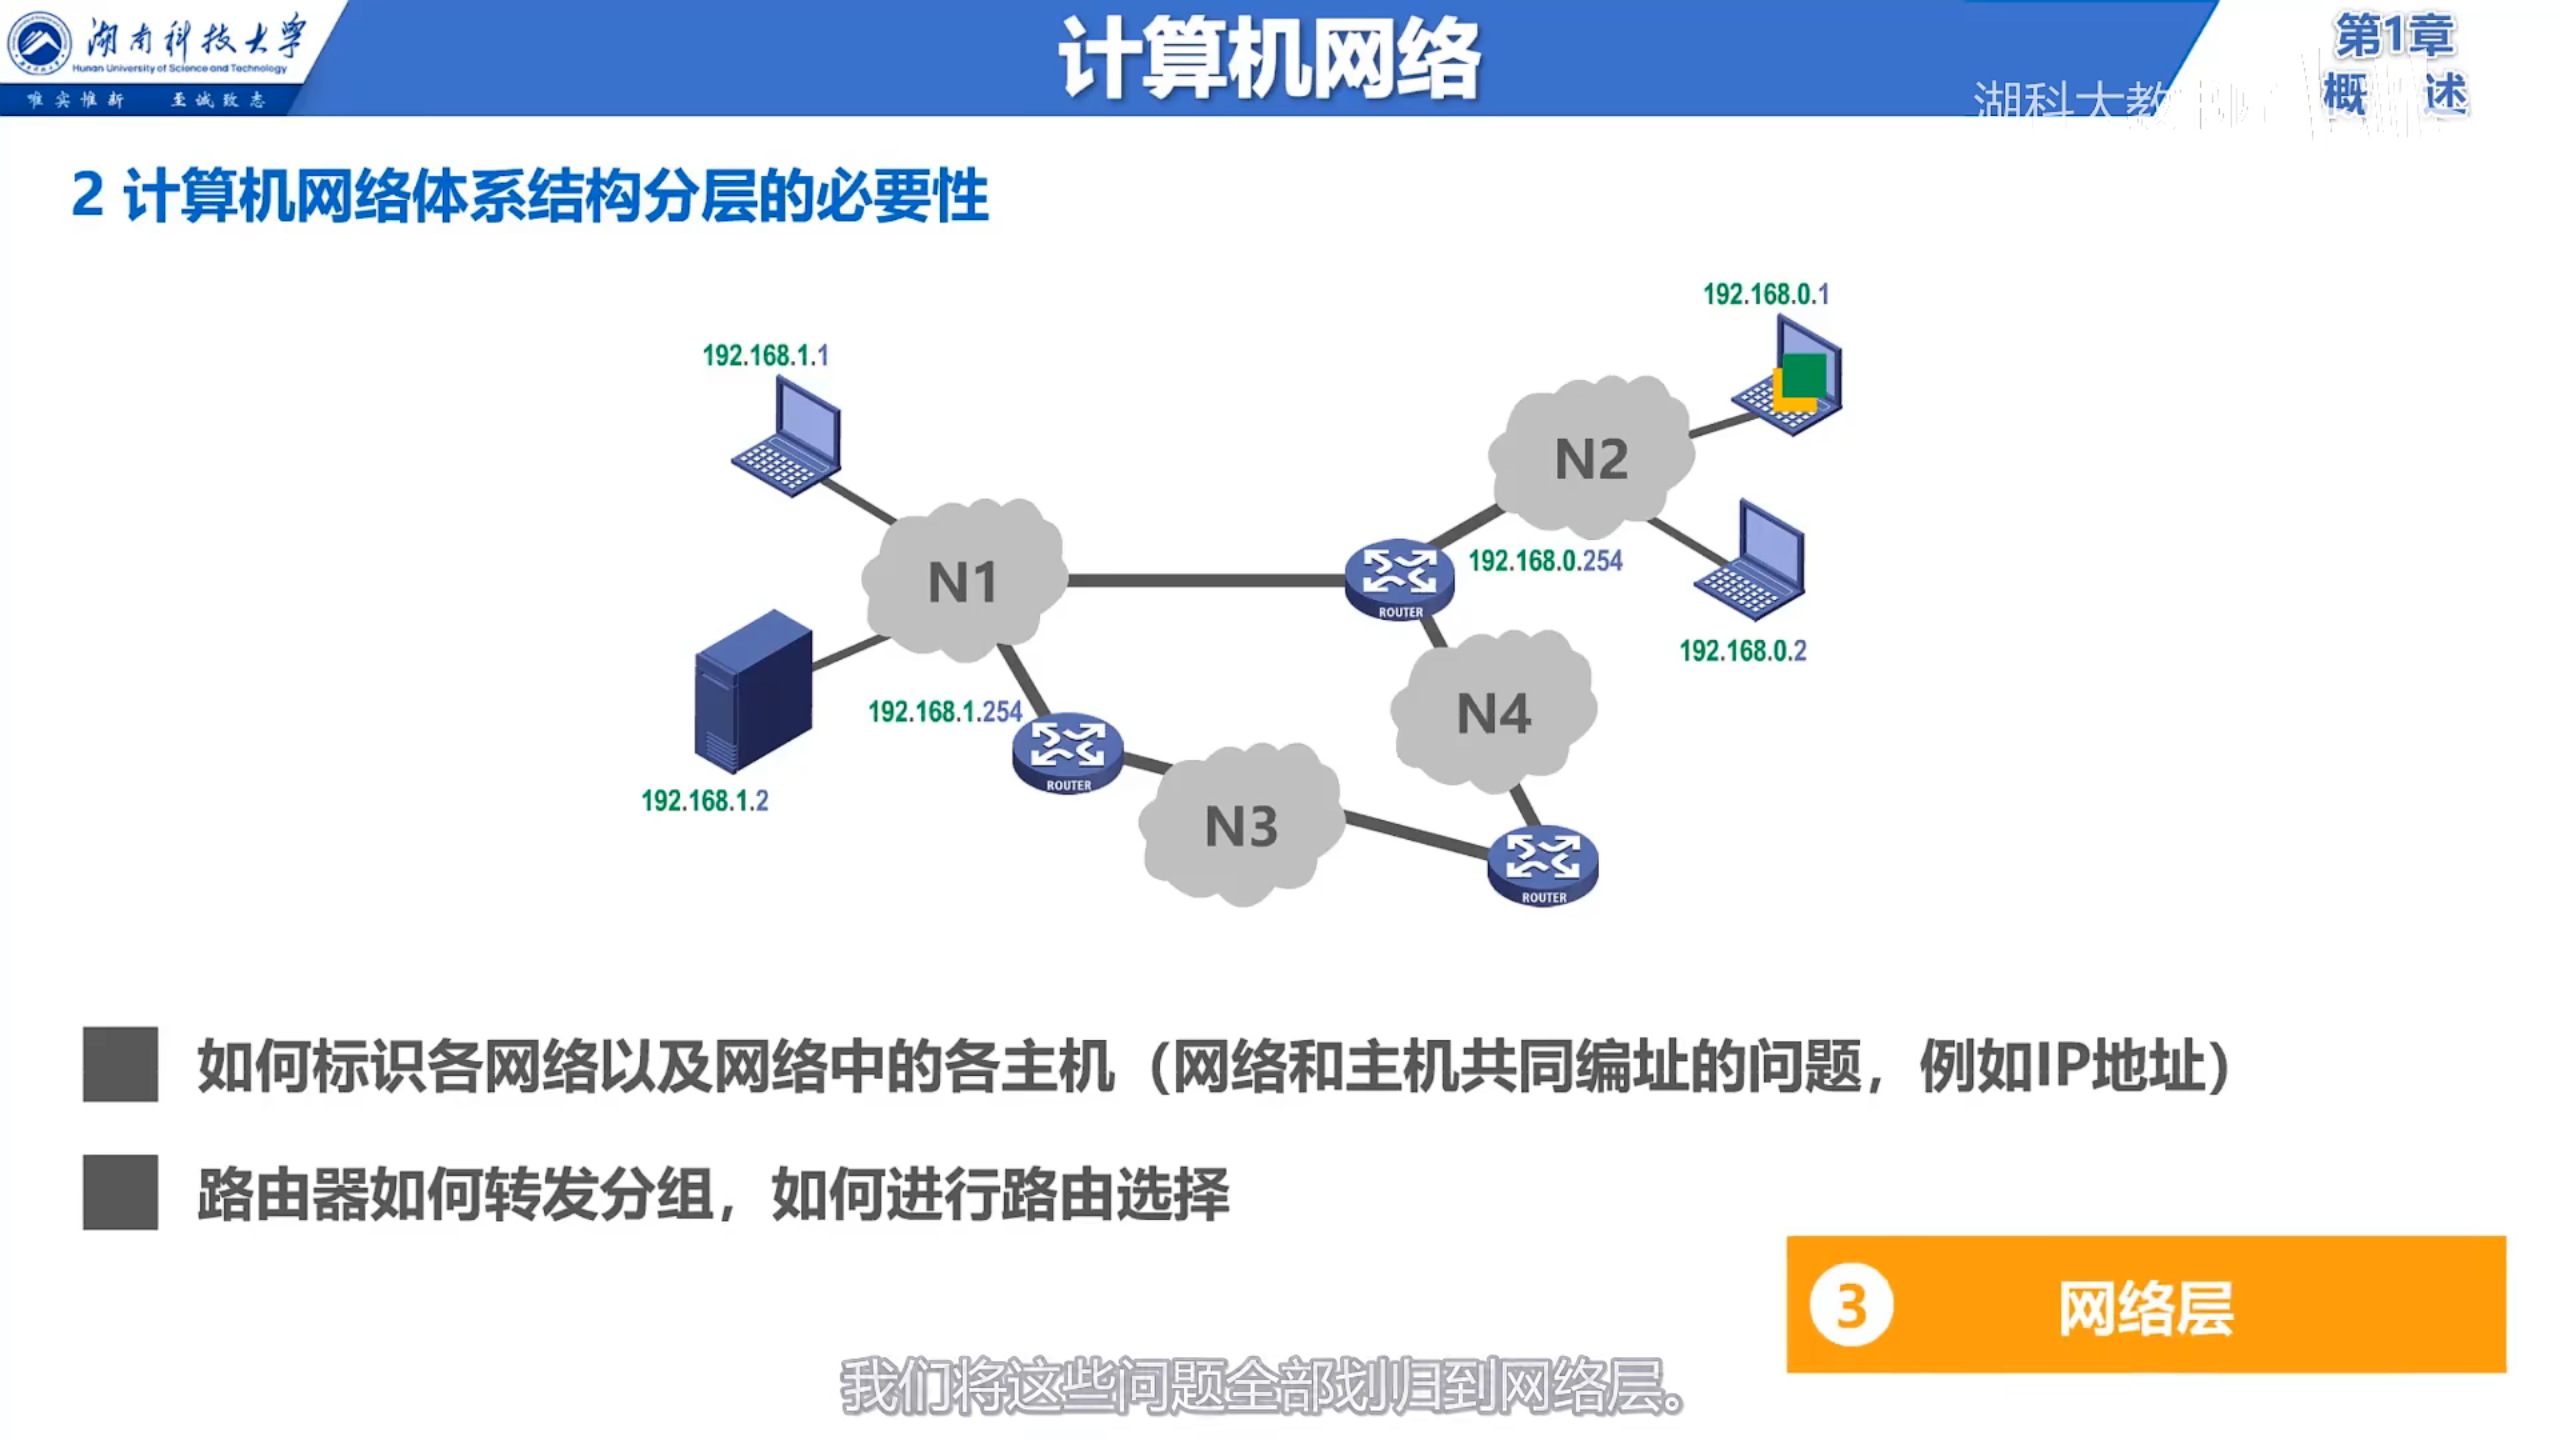 湖南科技大学
Hunan University of Science and Technology
唯实惟新 至诚致志
计算机网络
第1章
概 述
湖科大教
2 计算机网络体系结构分层的必要性
192.168.0.1
192.168.1.1
N2
N1
192.168.0.254
ROUTER
192.168.0.2
192.168.1.254
N4
ROUTER
192.168.1.2
N3
ROUTER
如何标识各网络以及网络中的各主机（网络和主机共同编址的问题，例如IP地址）
路由器如何转发分组，如何进行路由选择
3 网络层
我们将这些问题全部划归到网络层。